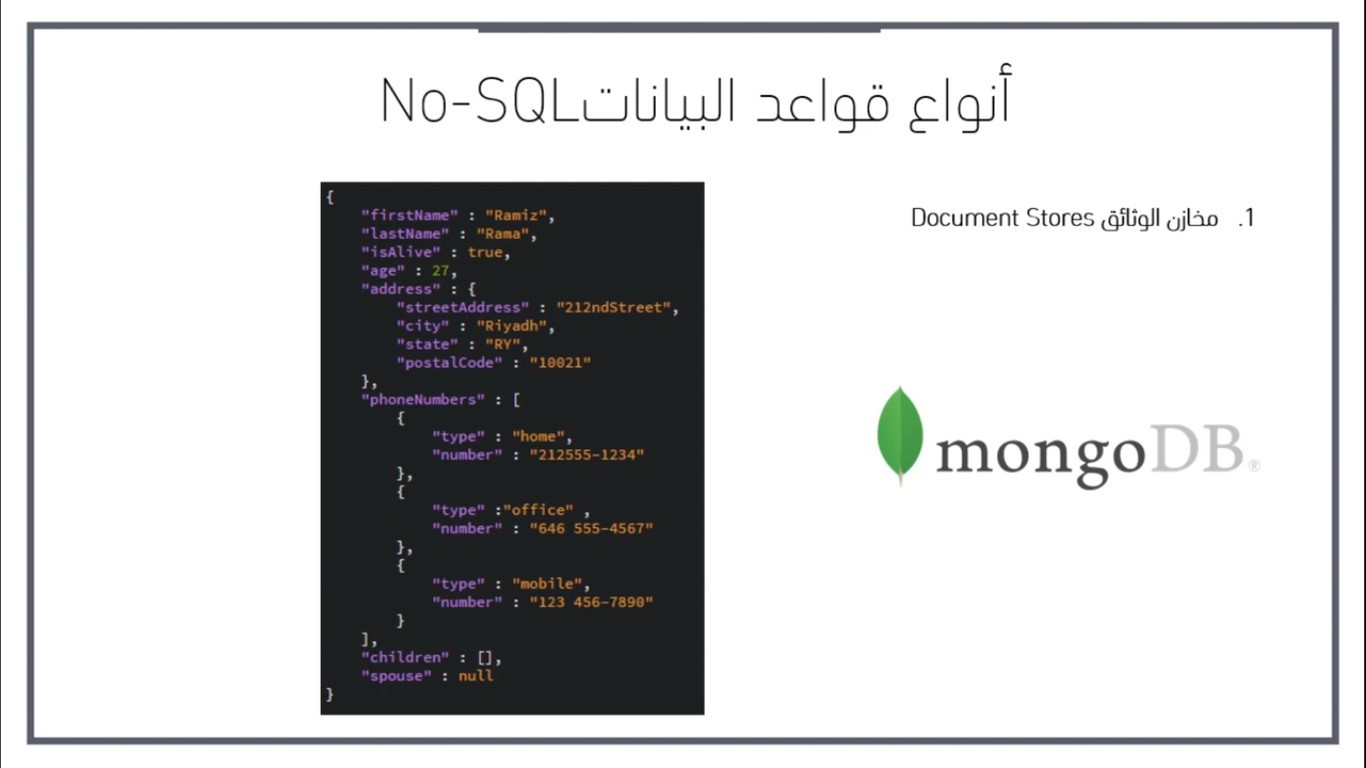 أنواع قواعد البيانات No-SQL
1. مخازن الوثائق Document Stores
{
"firstName" : "Ramiz",
"lastName" : "Rama",
"isAlive" : true,
"age" : 27,
"address" : {
"streetAddress" : "212ndStreet",
"city" : "Riyadh",
"state" : "RY",
"postalCode" : "10021"
},
"phoneNumbers" : [
{
"type" : "home",
"number" : "212555-1234"
},
{
"type" :"office" ,
"number" : "646 555-4567"
},
{
"type" : "mobile",
"number" : "123 456-7890"
}
],
"children" : [],
"spouse" : null
}
mongoDB®